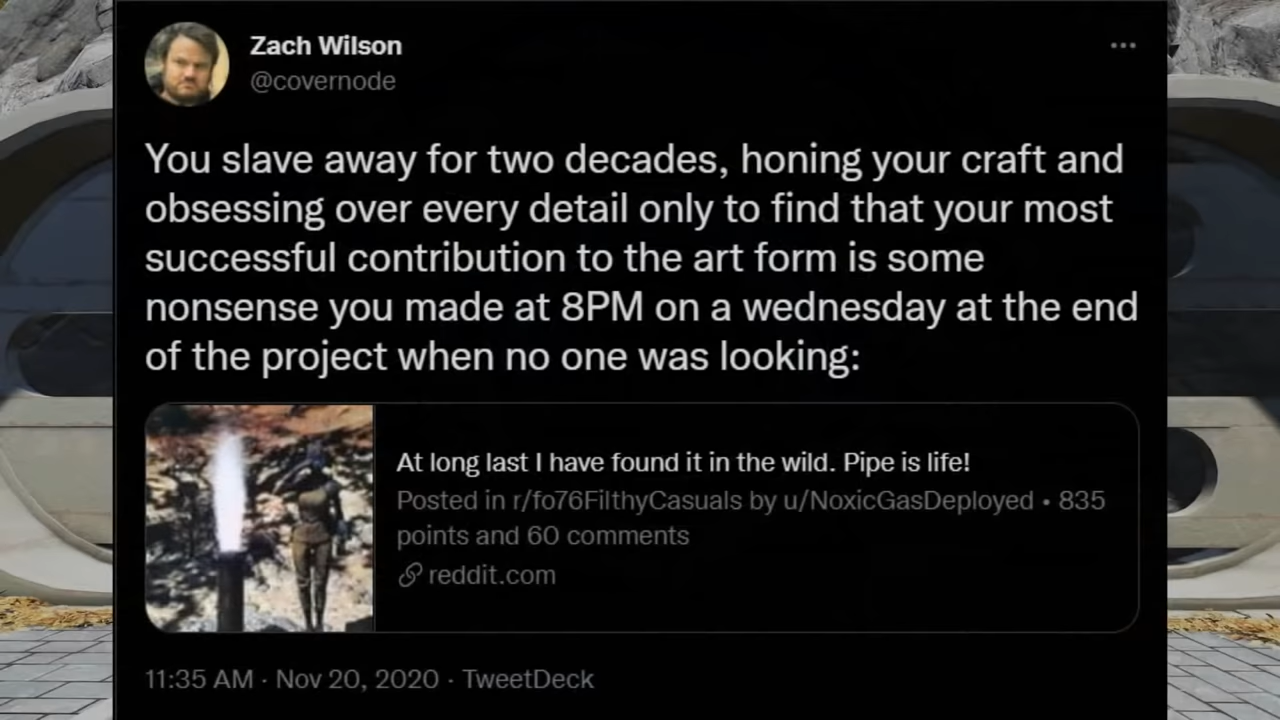 Zach Wilson
@covernode
You slave away for two decades, honing your craft and
obsessing over every detail only to find that your most
successful contribution to the art form is some
nonsense you made at 8PM on a wednesday at the end
of the project when no one was looking:
At long last I have found it in the wild. Pipe is life!
Posted in r/fo76FilthyCasuals by u/NoxicGasDeployed • 835
points and 60 comments
reddit.com
11:35 AM · Nov 20, 2020 · TweetDeck